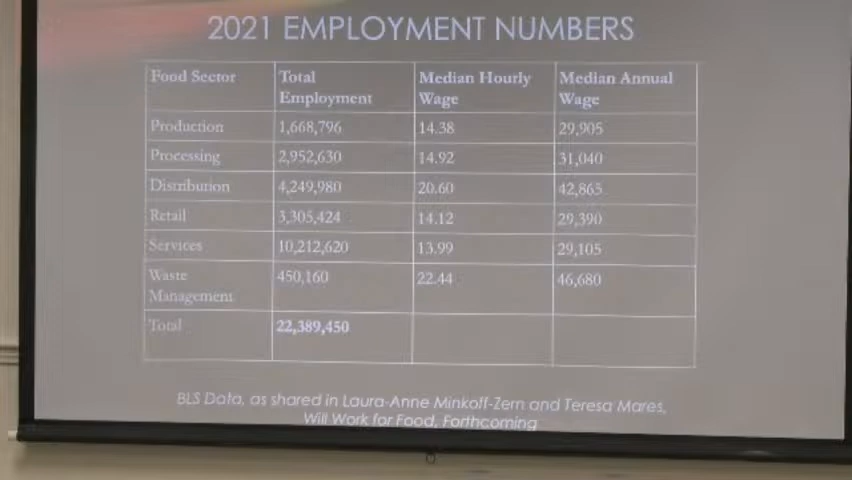 2021 EMPLOYMENT NUMBERS
Food Sector Total Employment Median Hourly Wage Median Annual Wage
Production 1,668,796 14.38 29,905
Processing 2,952,630 14.92 31,040
Distribution 4,249,980 20.60 42,865
Retail 3,305,424 14.12 29,390
Services 10,212,620 13.99 29,105
Waste Management 450,160 22.44 46,680
Total 22,389,450
BLS Data, as shared in Laura-Anne Minkoff-Zern and Teresa Mares,
Will Work for Food, Forthcoming